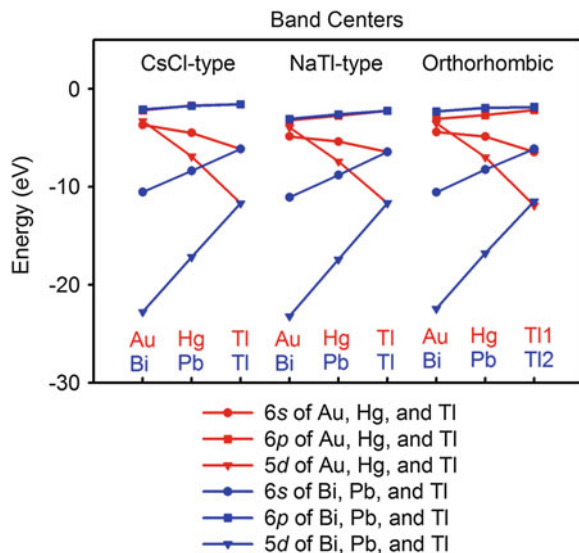 Band Centers
CsCl-type NaTl-type Orthorhombic
0
-10
-20
-30
Energy (eV)
Au Hg Tl Au Hg Tl Au Hg Tl1
Bi Pb Tl Bi Pb Tl Bi Pb Tl2
6s of Au, Hg, and Tl
6p of Au, Hg, and Tl
5d of Au, Hg, and Tl
6s of Bi, Pb, and Tl
6p of Bi, Pb, and Tl
5d of Bi, Pb, and Tl